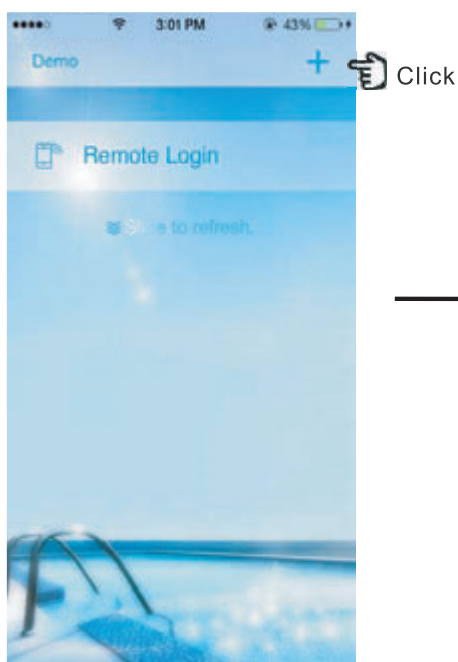 3:01 PM 43%
Demo +
Click
Remote Login
to refresh.